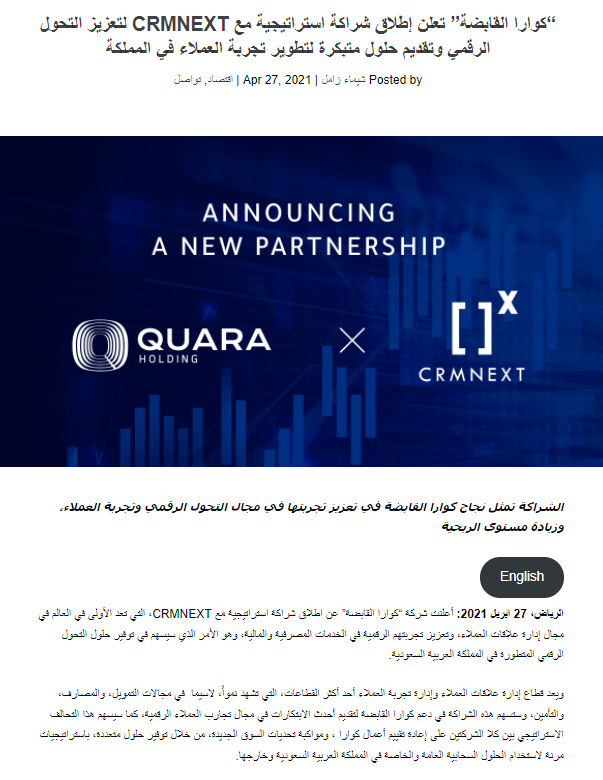 “كوارا القابضة” تعلن إطلاق شراكة استراتيجية مع CRMNEXT لتعزيز التحول
الرقمي وتقديم حلول متبكرة لتطوير تجربة العملاء في المملكة
Posted by شيماء زامل | Apr 27, 2021 | اقتصاد, تواصل
ANNOUNCING
A NEW PARTNERSHIP
QUARA
HOLDING
×
[ ]x
CRMNEXT
الشراكة تمثل نجاح كوارا القابضة في تعزيز تجربتها في مجال التحول الرقمي وتجربة العملاء،
وزيادة مستوى الربحية
English
الرياض، 27 ابريل 2021: أعلنت شركة “كوارا القابضة” عن اطلاق شراكة استراتيجية مع CRMNEXT، التي تعد الأولى في العالم في
مجال إدارة علاقات العملاء، وتعزيز تجربتهم الرقمية في الخدمات المصرفية والمالية، وهو الأمر الذي سيسهم في توفير حلول التحول
الرقمي المتطورة في المملكة العربية السعودية.
ويعد قطاع إدارة علاقات العملاء وإدارة تجربة العملاء أحد أكثر القطاعات، التي تشهد نمواً، لاسيما في مجالات التمويل، والمصارف،
والتأمين، وستسهم هذه الشراكة في دعم كوارا القابضة لتقديم أحدث الابتكارات في مجال تجارب العملاء الرقمية، كما سيسهم هذا التحالف
الاستراتيجي بين كلا الشركتين على إعادة تقييم أعمال كوارا ، ومواكبة تحديات السوق الجديدة، من خلال توفير حلول متعددة، باستراتيجيات
مرنة لاستخدام الحلول السحابية العامة والخاصة في المملكة العربية السعودية وخارجها.